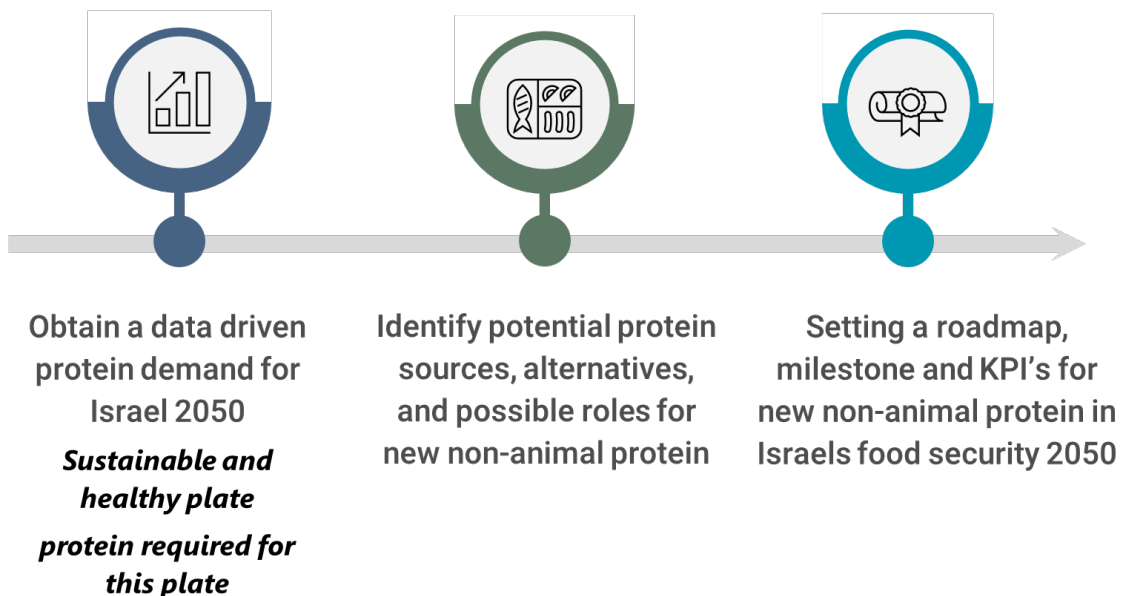 Obtain a data driven
protein demand for
Israel 2050
Sustainable and
healthy plate
protein required for
this plate
Identify potential protein
sources, alternatives,
and possible roles for
new non-animal protein
Setting a roadmap,
milestone and KPI's for
new non-animal protein in
Israels food security 2050